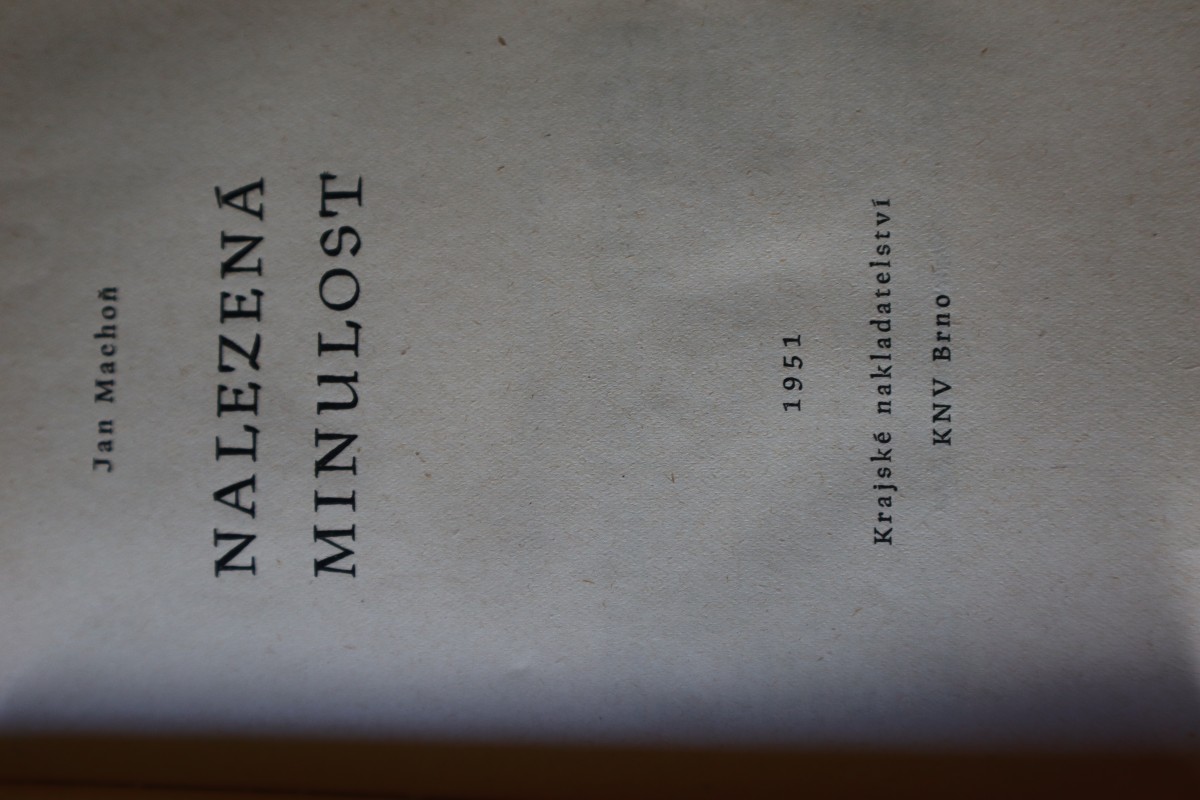 Jan Machoň
NALEZENÁ
MINULOST
1951
Krajské nakladatelství
KNV Brno